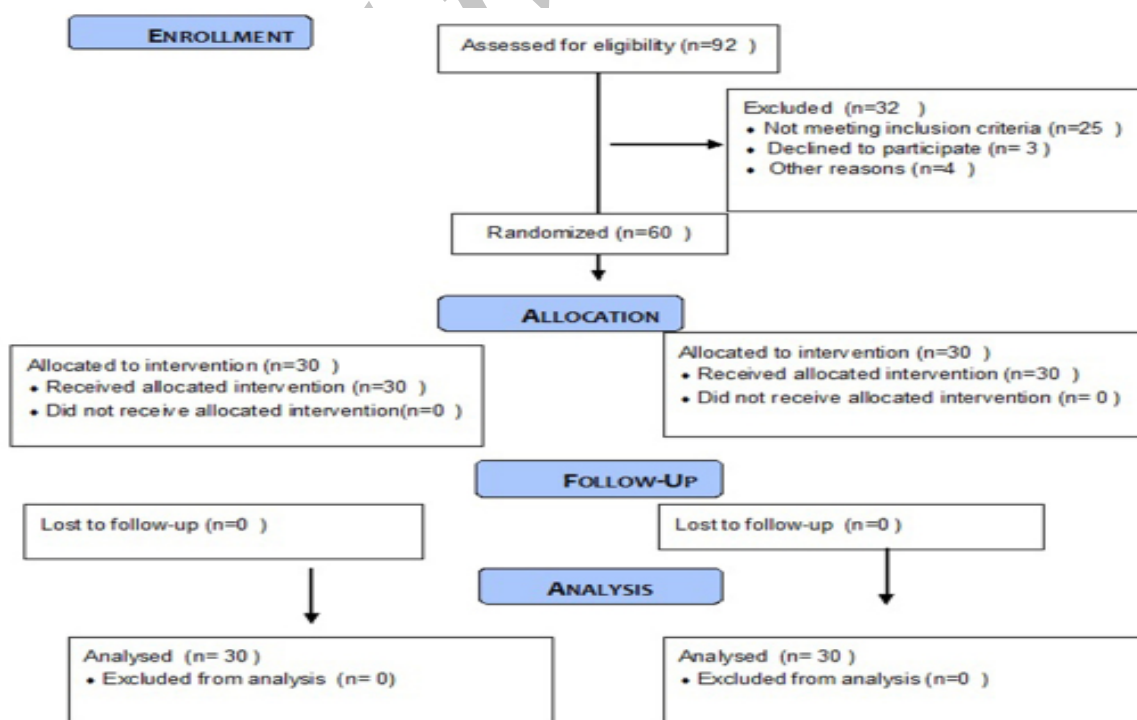 ENROLLMENT
Assessed for eligibility (n=92 )
Excluded (n=32 )
• Not meeting inclusion criteria (n=25 )
• Declined to participate (n= 3 )
• Other reasons (n=4 )
Randomized (n=60 )
ALLOCATION
Allocated to intervention (n=30 )
• Received allocated intervention (n=30 )
• Did not receive allocated intervention(n=0 )
Allocated to intervention (n=30 )
• Received allocated intervention (n=30 )
• Did not receive allocated intervention (n= 0 )
FOLLOW-UP
Lost to follow-up (n=0 )
Lost to follow-up (n=0 )
ANALYSIS
Analysed (n= 30 )
• Excluded from analysis (n= 0)
Analysed (n= 30 )
• Excluded from analysis (n=0 )